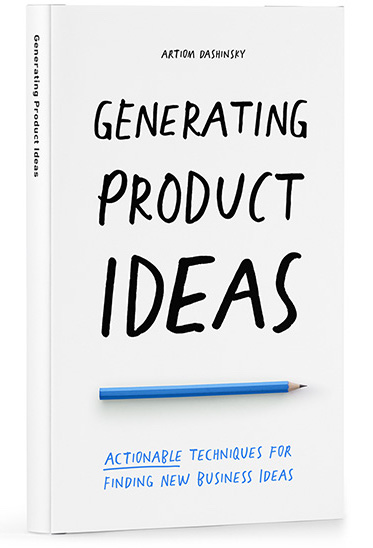 Generating Product Ideas
ARTIOM DASHINSKY
GENERATING
PRODUCT
IDEAS
ACTIONABLE TECHNIQUES FOR
FINDING NEW BUSINESS IDEAS